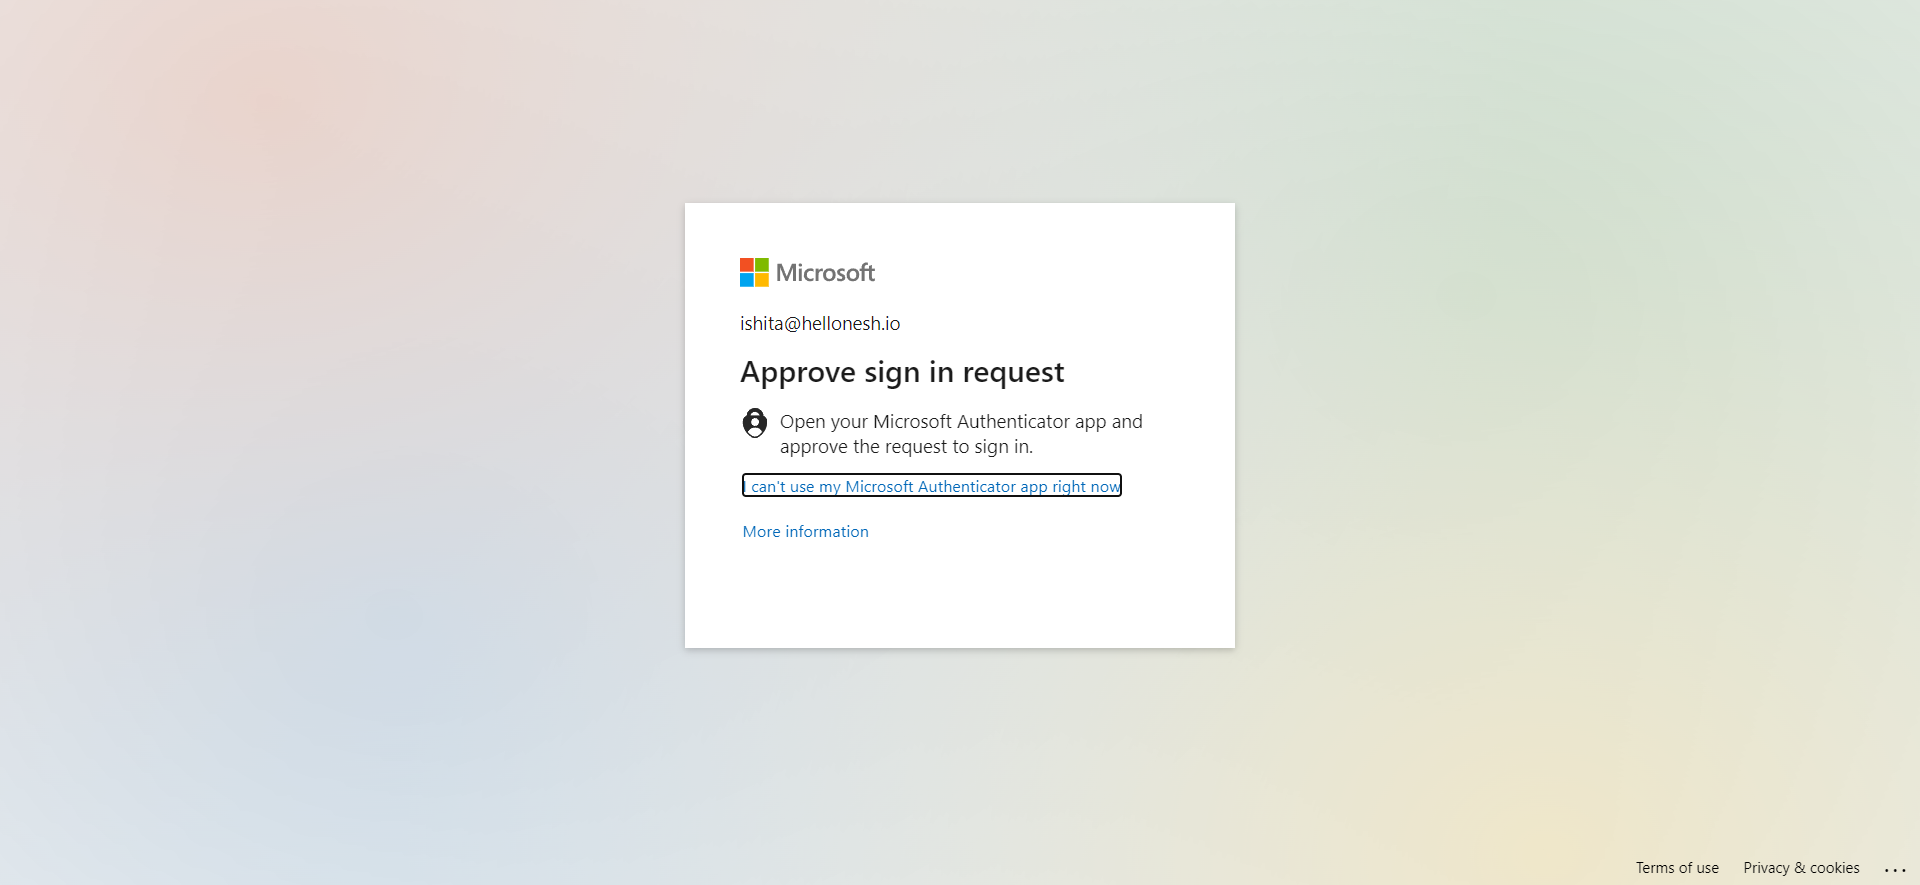 Microsoft
ishita@hellonesh.io
Approve sign in request
Open your Microsoft Authenticator app and
approve the request to sign in.
I can't use my Microsoft Authenticator app right now
More information
Terms of use Privacy & cookies ...